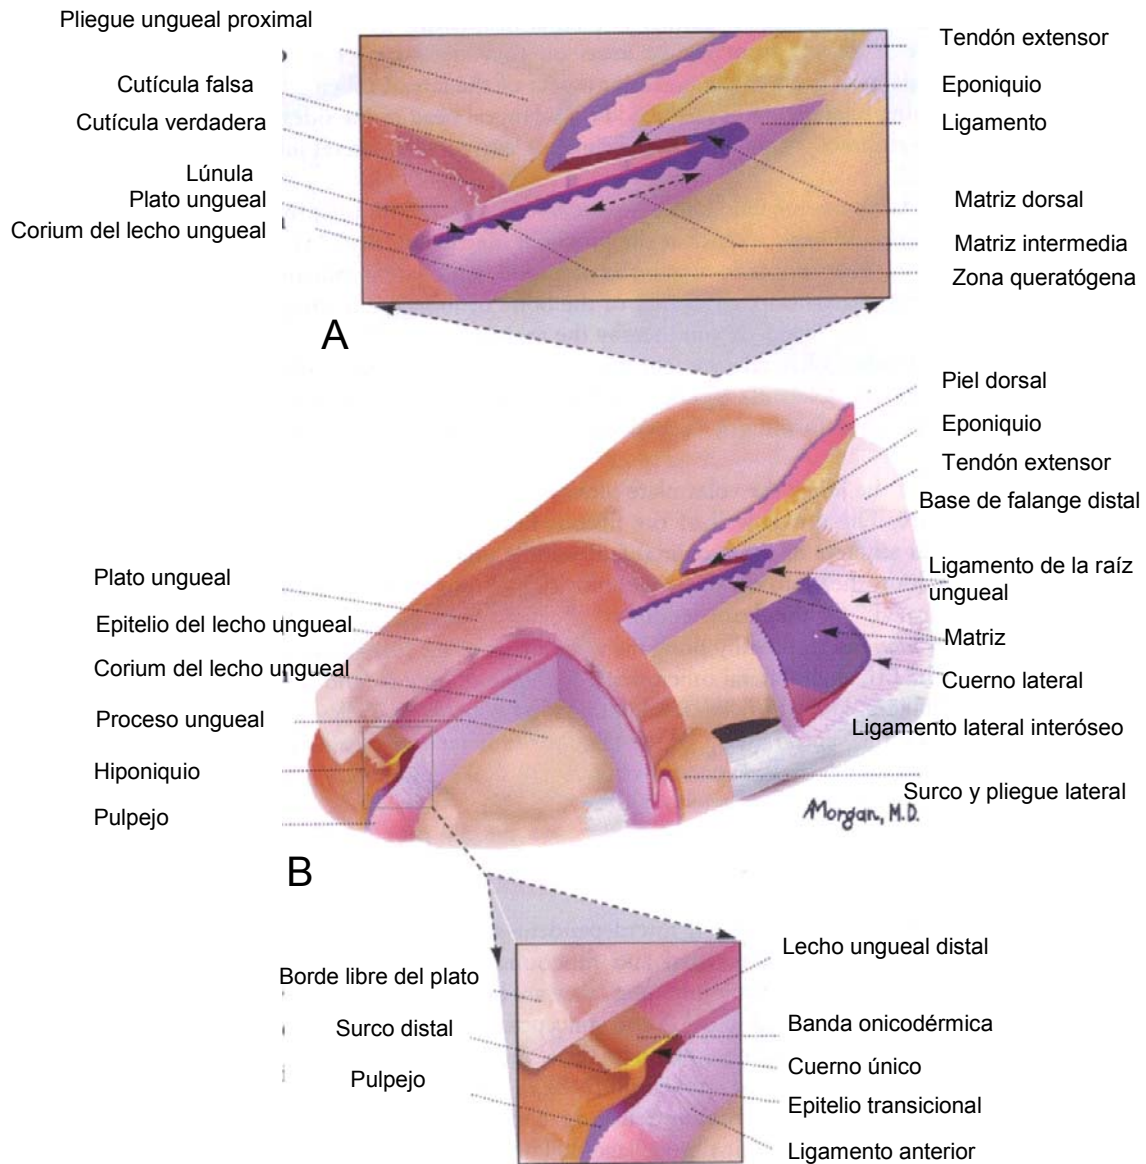 Pliegue ungueal proximal
Cutícula falsa
Cutícula verdadera
Lúnula
Plato ungueal
Corium del lecho ungueal
Tendón extensor
Eponiquio
Ligamento
Matriz dorsal
Matriz intermedia
Zona queratógena
A
Piel dorsal
Eponiquio
Tendón extensor
Base de falange distal
Ligamento de la raíz
ungueal
Matriz
Cuerno lateral
Ligamento lateral interóseo
Surco y pliegue lateral
Plato ungueal
Epitelio del lecho ungueal
Corium del lecho ungueal
Proceso ungueal
Hiponiquio
Pulpejo
AMorgan, M.D.
B
Borde libre del plato
Surco distal
Pulpejo
Lecho ungueal distal
Banda onicodérmica
Cuerno único
Epitelio transicional
Ligamento anterior